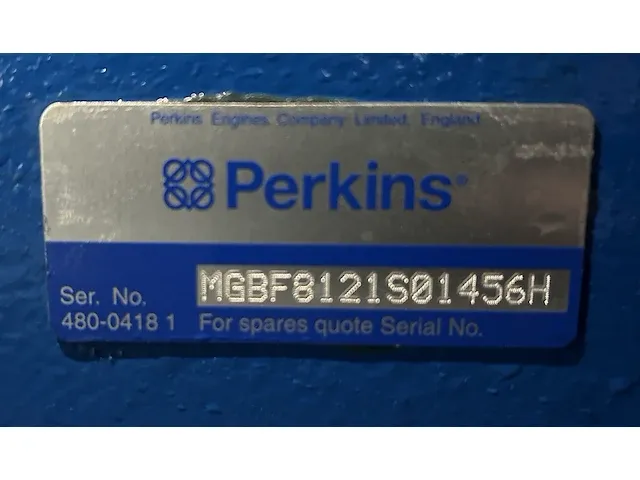 Perkins Engines Company Limited, England
Perkins®
Ser. No. MGBF8121S01456H
480-0418 1 For spares quote Serial No.